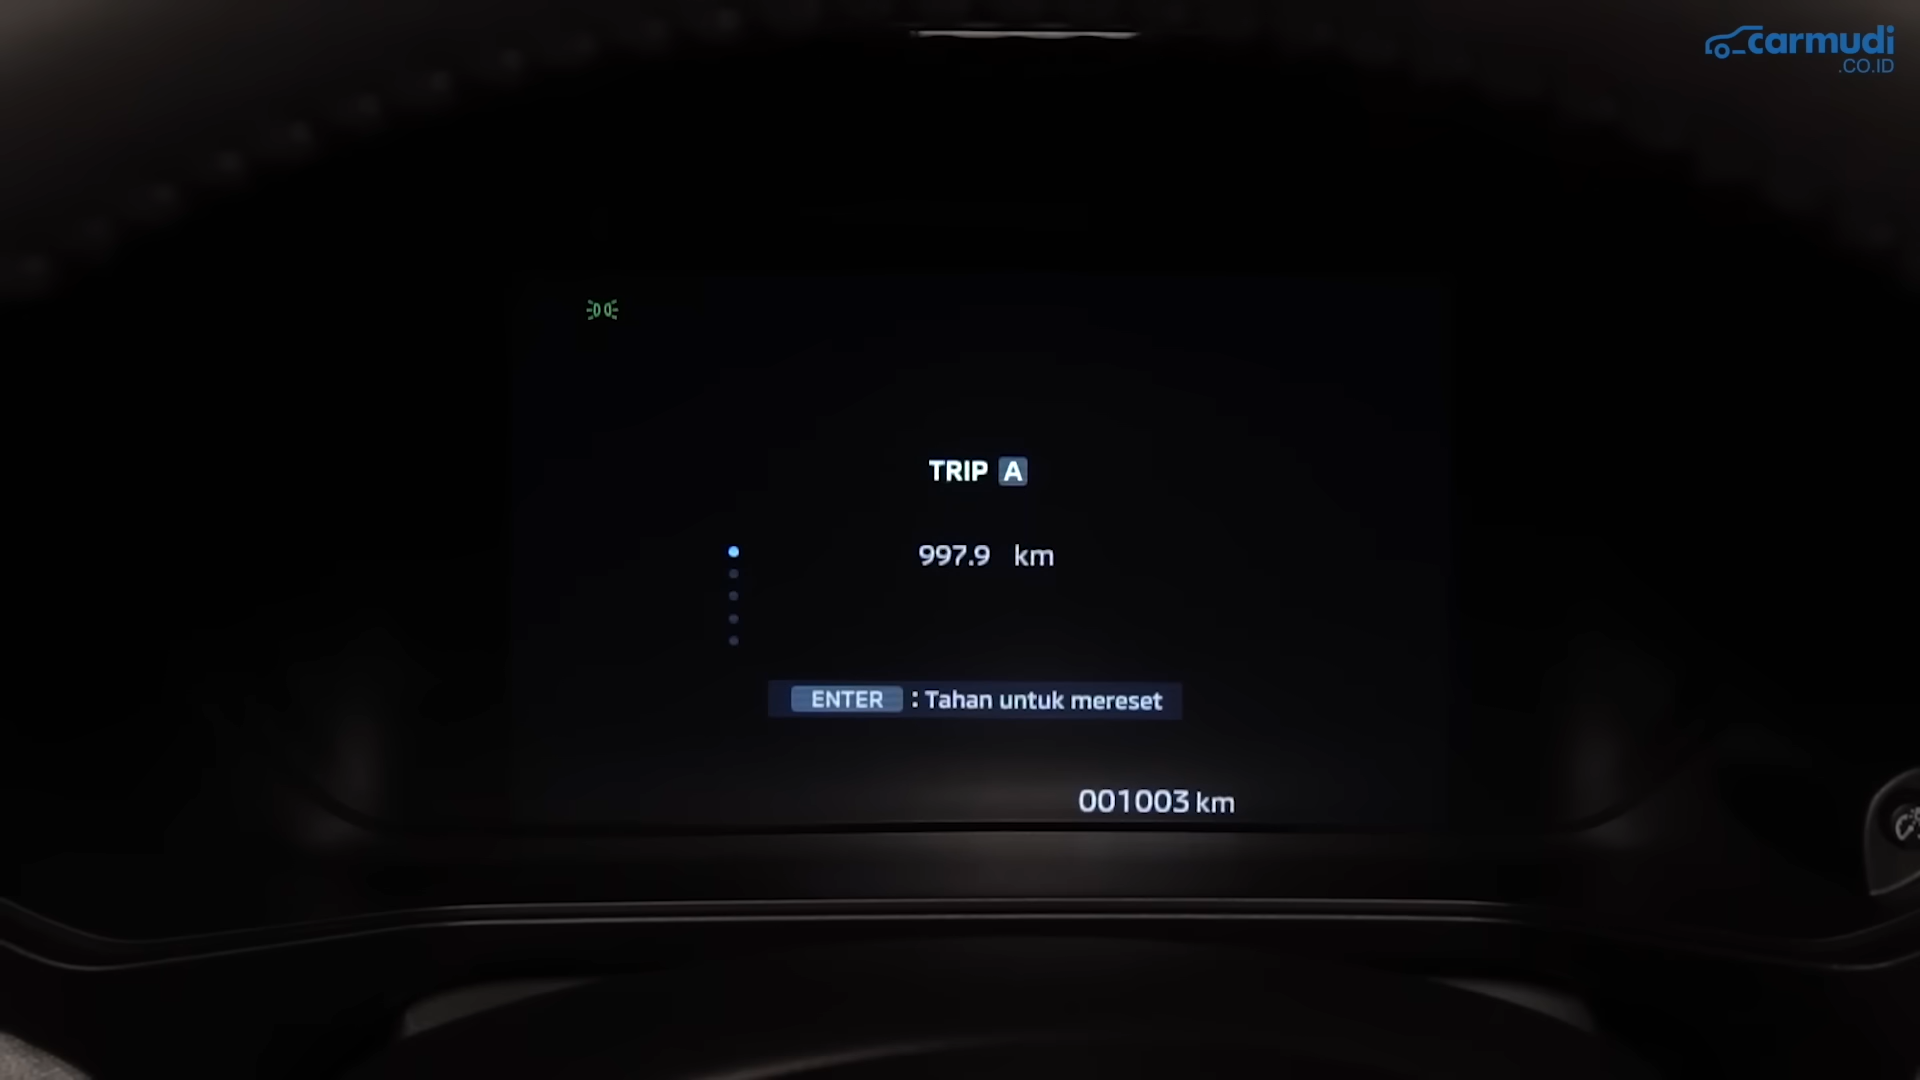 carmudi
.CO.ID
TRIP A
997.9 km
ENTER : Tahan untuk mereset
001003 km